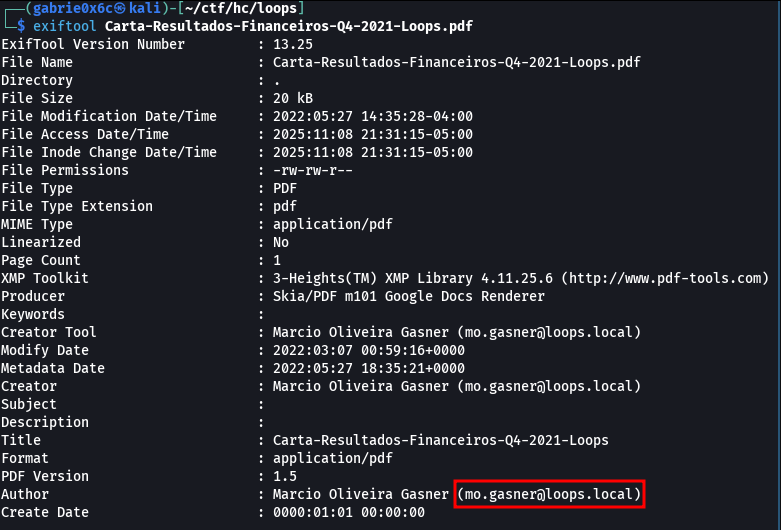 ┌──(gabrie0x6c㉿kali)-[~/ctf/hc/loops]
└─$ exiftool Carta-Resultados-Financeiros-Q4-2021-Loops.pdf
ExifTool Version Number         : 13.25
File Name                       : Carta-Resultados-Financeiros-Q4-2021-Loops.pdf
Directory                       : .
File Size                       : 20 kB
File Modification Date/Time     : 2022:05:27 14:35:28-04:00
File Access Date/Time           : 2025:11:08 21:31:15-05:00
File Inode Change Date/Time     : 2025:11:08 21:31:15-05:00
File Permissions                : -rw-rw-r--
File Type                       : PDF
File Type Extension             : pdf
MIME Type                       : application/pdf
Linearized                      : No
Page Count                      : 1
XMP Toolkit                     : 3-Heights(TM) XMP Library 4.11.25.6 (http://www.pdf-tools.com)
Producer                        : Skia/PDF m101 Google Docs Renderer
Keywords                        :
Creator Tool                    : Marcio Oliveira Gasner (mo.gasner@loops.local)
Modify Date                     : 2022:03:07 00:59:16+0000
Metadata Date                   : 2022:05:27 18:35:21+0000
Creator                         : Marcio Oliveira Gasner (mo.gasner@loops.local)
Subject                         :
Description                     :
Title                           : Carta-Resultados-Financeiros-Q4-2021-Loops
Format                          : application/pdf
PDF Version                     : 1.5
Author                          : Marcio Oliveira Gasner (mo.gasner@loops.local)
Create Date                     : 0000:01:01 00:00:00